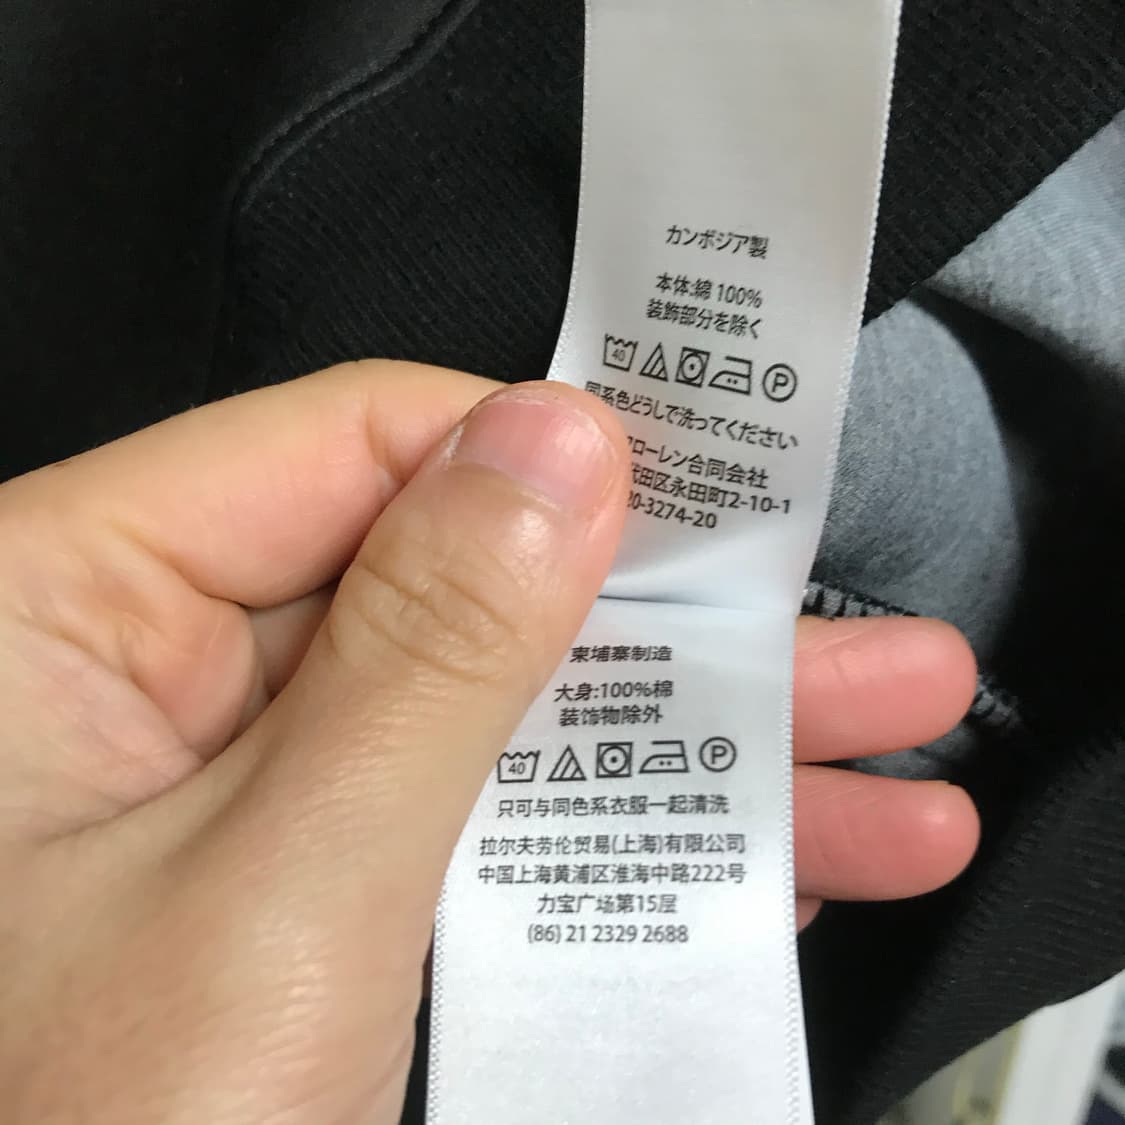 カンボジア製
本体:綿 100%
装飾部分を除く
40 P
同系色どうしで洗ってください
ローレン合同会社
代田区永田町2-10-1
20-3274-20
柬埔寨制造
大身:100%棉
装饰物除外
40 P
只可与同色系衣服一起清洗
拉尔夫劳伦贸易(上海)有限公司
中国上海黄浦区淮海中路222号
力宝广场第15层
(86) 21 2329 2688